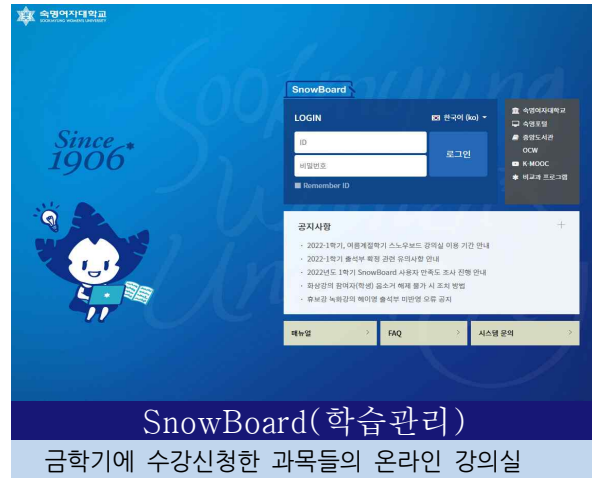 숙명여자대학교
SOOKMYUNG WOMEN'S UNIVERSITY
Since
1906
SnowBoard
LOGIN
한국어 (ko)
ID
비밀번호
로그인
Remember ID
숙명여자대학교
숙명포털
중앙도서관
OCW
K-MOOC
비교과 프로그램
공지사항
· 2022-1학기, 여름계절학기 스노우보드 강의실 이용 기간 안내
· 2022-1학기 출석부 확정 관련 유의사항 안내
· 2022년도 1학기 SnowBoard 사용자 만족도 조사 진행 안내
· 화상강의 참여자(학생) 음소거 해제 불가 시 조치 방법
· 휴보강 녹화강의 헤이영 출석부 미반영 오류 공지
매뉴얼
FAQ
시스템 문의
SnowBoard(학습관리)
금학기에 수강신청한 과목들의 온라인 강의실